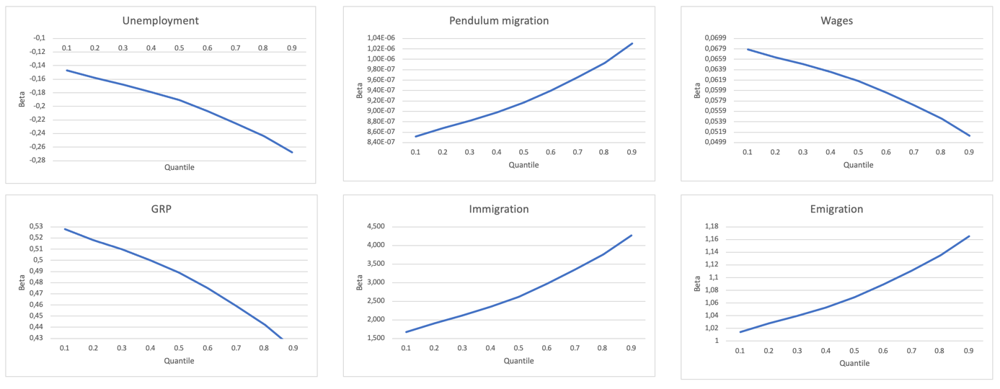 Unemployment
-0,1
-0,12
-0,14
-0,16
-0,18
-0,2
-0,22
-0,24
-0,26
-0,28
0.1 0.2 0.3 0.4 0.5 0.6 0.7 0.8 0.9
Beta
Quantile
Pendulum migration
1,04E-06
1,02E-06
1,00E-06
9,80E-07
9,60E-07
9,40E-07
9,20E-07
9,00E-07
8,80E-07
8,60E-07
8,40E-07
Beta
0.1 0.2 0.3 0.4 0.5 0.6 0.7 0.8 0.9
Quantile
Wages
0,0699
0,0679
0,0659
0,0639
0,0619
0,0599
0,0579
0,0559
0,0539
0,0519
0,0499
Beta
0.1 0.2 0.3 0.4 0.5 0.6 0.7 0.8 0.9
Quantile
GRP
0,53
0,52
0,51
0,5
0,49
0,48
0,47
0,46
0,45
0,44
0,43
Beta
0.1 0.2 0.3 0.4 0.5 0.6 0.7 0.8 0.9
Quantile
Immigration
4,500
4,000
3,500
3,000
2,500
2,000
1,500
Beta
0.1 0.2 0.3 0.4 0.5 0.6 0.7 0.8 0.9
Quantile
Emigration
1,18
1,16
1,14
1,12
1,1
1,08
1,06
1,04
1,02
1
Beta
0.1 0.2 0.3 0.4 0.5 0.6 0.7 0.8 0.9
Quantile